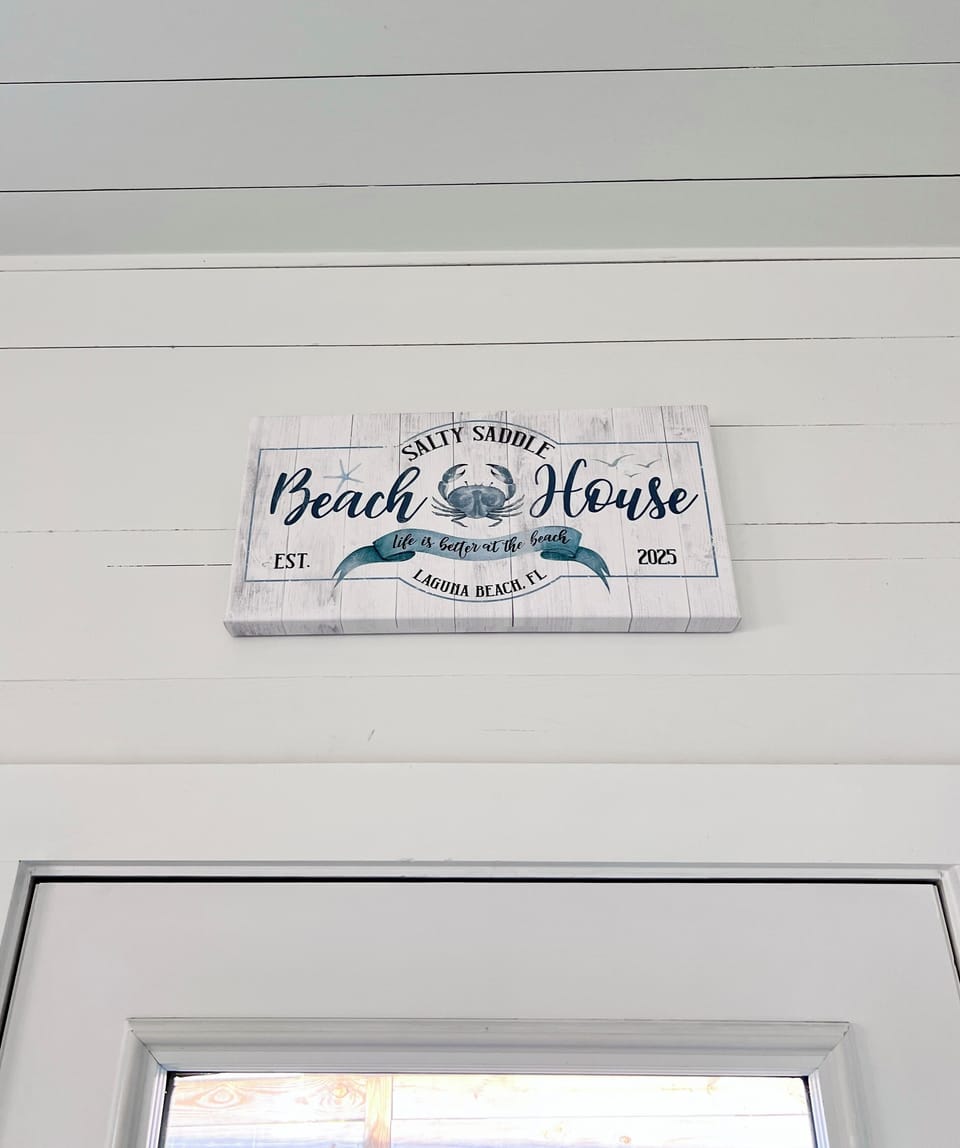 SALTY SADDLE
Beach House
life is better at the beach
EST. 2025
LAGUNA BEACH, FL